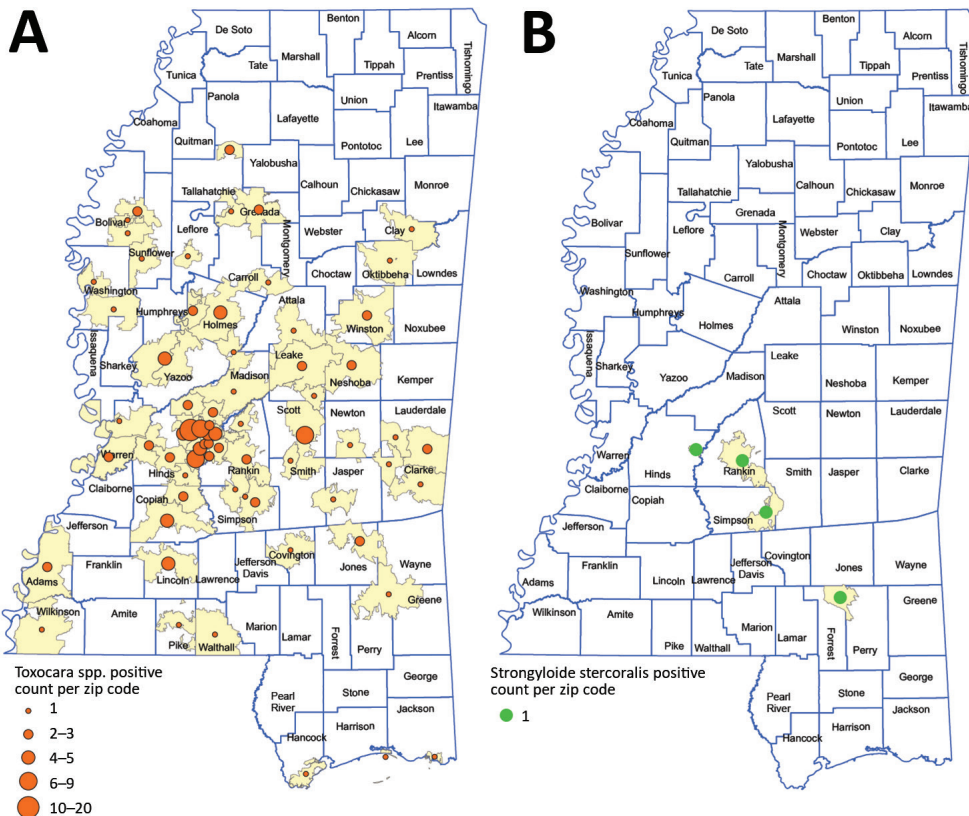 A
De Soto
Benton
Alcorn
Tishomingo
Marshall
Tate
Tippah
Prentiss
Tunica
Panola
Union
Itawamba
Lafayette
Coahoma
Quitman
Pontotoc
Lee
Yalobusha
Tallahatchie
Calhoun
Chickasaw
Monroe
Bolivar
Grenada
Leflore
Montgomery
Webster
Clay
Sunflower
Carroll
Choctaw
Oktibbeha
Lowndes
Washington
Humphreys
Holmes
Attala
Winston
Noxubee
Issaquena
Sharkey
Yazoo
Madison
Leake
Neshoba
Kemper
Scott
Newton
Lauderdale
Warren
Hinds
Rankin
Smith
Jasper
Clarke
Claiborne
Copiah
Simpson
Jefferson
Covington
Franklin
Jefferson
Davis
Jones
Wayne
Adams
Lincoln
Lawrence
Greene
Wilkinson
Amite
Marion
Lamar
Forrest
Pike
Walthall
Perry
George
Pearl
River
Stone
Jackson
Harrison
Hancock
Toxocara spp. positive
count per zip code
1
2–3
4–5
6–9
10–20
B
De Soto
Benton
Alcorn
Tishomingo
Marshall
Tate
Tippah
Prentiss
Tunica
Panola
Union
Itawamba
Lafayette
Coahoma
Quitman
Pontotoc
Lee
Yalobusha
Tallahatchie
Calhoun
Chickasaw
Monroe
Bolivar
Grenada
Leflore
Montgomery
Webster
Clay
Sunflower
Carroll
Choctaw
Oktibbeha
Lowndes
Washington
Humphreys
Holmes
Attala
Winston
Noxubee
Issaquena
Sharkey
Yazoo
Madison
Leake
Neshoba
Kemper
Scott
Newton
Lauderdale
Warren
Hinds
Rankin
Smith
Jasper
Clarke
Claiborne
Copiah
Simpson
Jefferson
Covington
Franklin
Jefferson
Davis
Jones
Wayne
Adams
Lincoln
Lawrence
Greene
Wilkinson
Amite
Marion
Lamar
Forrest
Pike
Walthall
Perry
George
Pearl
River
Stone
Jackson
Harrison
Hancock
Strongyloide stercoralis positive
count per zip code
1